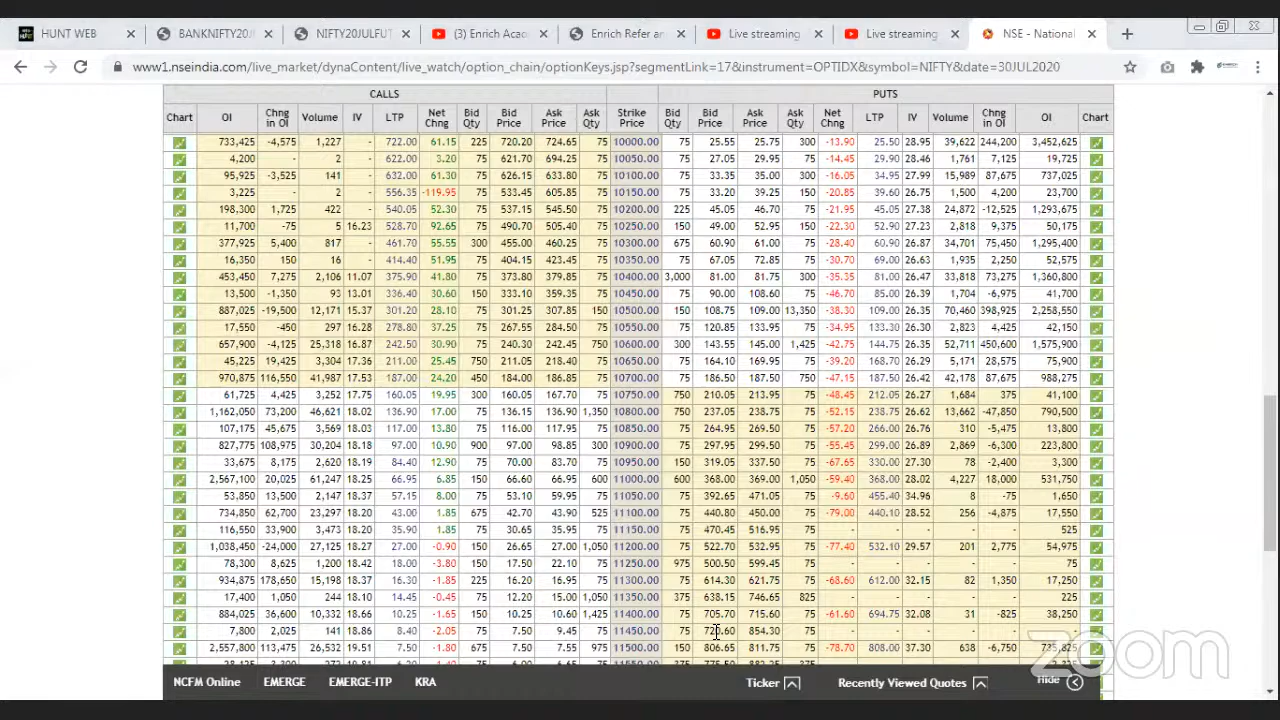 HUNT WEB BANKNIFTY20J NIFTY20JULFUT (3) Enrich Aca Enrich Refer ar Live streaming Live streaming NSE - National
www1.nseindia.com/live_market/dynaContent/live_watch/option_chain/optionKeys.jsp?segmentLink=17&instrument=OPTIDX&symbol=NIFTY&date=30JUL2020
CALLS PUTS
Chart OI Chng in OI Volume IV LTP Net Chng Bid Qty Bid Price Ask Price Ask Qty Strike Price Bid Qty Bid Price Ask Price Ask Qty Net Chng LTP IV Volume Chng in OI OI Chart
733,425 -4,575 1,227 - 722.00 61.15 225 720.20 724.65 75 10000.00 75 25.55 25.75 300 -13.90 25.50 28.95 39,622 244,200 3,452,625
4,200 - 2 - 622.00 3.20 75 621.70 694.25 75 10050.00 75 27.05 29.95 75 -14.45 29.90 28.46 1,761 7,125 19,725
95,925 -3,525 141 - 632.00 61.30 75 626.15 633.80 75 10100.00 75 33.35 35.00 300 -16.05 34.95 27.99 15,989 87,675 737,025
3,225 - 2 - 556.35 -119.95 75 533.45 605.85 75 10150.00 75 33.20 39.25 150 -20.85 39.60 26.75 1,500 4,200 23,700
198,300 1,725 422 - 540.05 52.30 75 537.15 545.50 75 10200.00 225 45.05 46.70 75 -21.95 45.05 27.38 24,872 -12,525 1,293,675
11,700 -75 5 16.23 528.70 92.65 75 490.70 505.40 75 10250.00 150 49.00 52.95 150 -22.30 52.90 27.23 2,818 9,375 50,175
377,925 5,400 817 - 461.70 55.55 300 455.00 460.25 75 10300.00 675 60.90 61.00 75 -28.40 60.90 26.87 34,701 75,450 1,295,400
16,350 150 16 - 414.40 51.95 75 404.15 423.45 75 10350.00 75 67.05 72.85 75 -30.70 69.00 26.63 1,935 2,250 52,575
453,450 7,275 2,106 11.07 375.90 41.80 75 373.80 379.85 75 10400.00 3,000 81.00 81.75 300 -35.35 81.00 26.47 33,818 73,275 1,360,800
13,500 -1,350 93 13.01 336.40 30.60 150 333.10 359.35 75 10450.00 75 90.00 108.60 75 -46.70 85.00 26.39 1,704 -6,975 41,700
887,025 -19,500 12,171 15.37 301.20 28.10 75 301.25 307.85 150 10500.00 150 108.75 109.00 13,350 -38.30 109.00 26.35 70,460 398,925 2,258,550
17,550 -450 297 16.28 278.80 37.25 75 267.55 284.50 75 10550.00 75 120.85 133.95 75 -34.95 133.30 26.30 2,823 4,425 42,150
657,900 -4,125 25,318 16.87 242.50 30.90 75 240.30 242.45 750 10600.00 300 143.55 145.00 1,425 -42.75 144.75 26.35 52,711 450,600 1,575,900
45,225 19,425 3,304 17.36 211.00 25.45 750 211.05 218.40 75 10650.00 75 164.10 169.95 75 -39.20 168.70 26.29 5,171 28,575 75,900
970,875 116,550 41,987 17.53 187.00 24.20 450 184.00 186.85 75 10700.00 75 186.50 187.50 750 -47.15 187.50 26.42 42,178 87,675 988,275
61,725 4,425 3,252 17.75 160.05 19.95 300 160.05 167.70 75 10750.00 750 210.05 213.95 75 -48.45 212.05 26.27 1,684 375 41,100
1,162,050 73,200 46,621 18.02 136.90 17.00 75 136.15 136.90 1,350 10800.00 75 237.05 238.75 75 -52.15 238.75 26.62 13,662 -47,850 790,500
107,175 45,675 3,569 18.03 117.00 13.80 75 116.00 117.95 75 10850.00 75 264.95 269.50 75 -57.20 266.00 26.76 310 -5,325 13,800
827,775 108,975 30,204 18.18 97.00 10.90 900 97.00 98.85 300 10900.00 75 297.95 299.50 75 -55.45 299.00 26.89 2,869 -6,300 223,800
33,675 8,175 2,620 18.19 84.40 12.90 75 70.00 83.70 75 10950.00 150 319.05 337.50 75 -67.65 330.00 27.30 78 -2,400 3,300
2,567,100 20,025 61,247 18.25 66.95 6.85 150 66.60 66.95 600 11000.00 600 368.00 369.00 1,050 -59.40 368.00 28.02 4,227 18,000 531,750
53,850 13,500 2,147 18.37 57.15 8.00 75 53.10 59.95 75 11050.00 75 392.65 471.05 75 -9.60 455.40 34.96 8 -75 1,650
734,850 62,700 23,297 18.20 43.00 1.85 675 42.70 43.90 525 11100.00 75 440.80 450.00 75 -79.00 440.10 28.52 256 -4,875 17,550
116,550 33,900 3,473 18.20 35.90 1.85 75 30.65 35.95 75 11150.00 75 470.45 516.95 75 - - - - - 525
1,038,450 -24,000 27,125 18.27 27.00 -0.90 150 26.65 27.00 1,050 11200.00 75 522.70 532.95 75 -77.40 532.10 29.57 201 2,775 54,975
78,300 8,625 1,200 18.42 18.00 -3.80 150 17.50 22.10 75 11250.00 975 500.50 599.45 75 - - - - - 75
934,875 178,650 15,198 18.37 16.30 -1.85 225 16.20 16.95 75 11300.00 75 614.30 621.75 75 -68.60 612.00 32.15 82 1,350 17,250
17,400 1,050 244 18.10 14.45 -0.45 75 12.20 15.00 1,050 11350.00 375 638.15 746.65 825 - - - - - 225
884,025 36,600 10,332 18.66 10.25 -1.65 150 10.25 10.60 1,425 11400.00 75 705.70 715.60 75 -61.60 694.75 32.08 31 -825 38,250
7,800 2,025 141 18.86 8.40 -2.05 75 7.50 9.45 75 11450.00 75 854.30 75 - - - - -
2,557,800 113,475 26,532 19.51 7.50 -1.80 675 7.50 7.55 975 11500.00 150 806.65 811.75 75 -78.70 808.00 37.30 638 -6,750
NCFM Online EMERGE EMERGE-ITP KRA Ticker Recently Viewed Quotes Hide
zoom